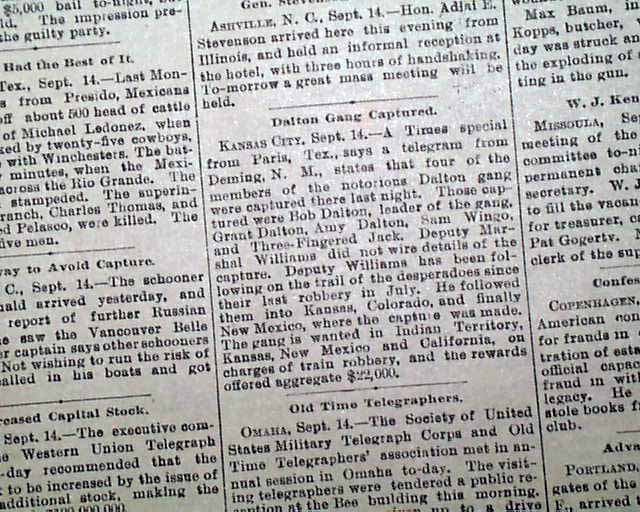 $5,000 bail to-night, but
ld. The impression pre-
the guilty party.
Had the Best of It.
Tex., Sept. 14.—Last Mon-
s from Presido, Mexicans
off about 500 head of cattle
of Michael Ledonez, when
ked by twenty-five cowboys,
e with Winchesters. The bat-
minutes, when the Mexi-
across the Rio Grande. The
stampeded. The superin-
ranch, Charles Thomas, and
ed Pelasco, were killed. The
five men.
way to Avoid Capture.
C., Sept. 14.—The schooner
nald arrived yesterday, and
report of further Russian
e saw the Vancouver Belle
er captain says other schooners
Not wishing to run the risk of
called in his boats and got
reased Capital Stock.
Sept. 14.—The executive com-
e Western Union Telegraph
-day recommended that the
to be increased by the issue of
additional stock, making the
Gen. Steven
ASHVILLE, N. C., Sept. 14.—Hon. Adlai E.
Stevenson arrived here this evening from
Illinois, and held an informal reception at
the hotel, with three hours of handshaking.
To-morrow a great mass meeting will be
held.
Dalton Gang Captured.
KANSAS CITY, Sept. 14.—A Times special
from Paris, Tex., says a telegram from
Deming, N. M., states that four of the
members of the notorious Dalton gang
were captured there last night. Those cap-
tured were Bob Dalton, leader of the gang,
Grant Dalton, Amy Dalton, Sam Wingo,
and Three-Fingered Jack. Deputy Mar-
shal Williams did not wire details of the
capture. Deputy Williams has been fol-
lowing on the trail of the desperadoes since
their last robbery in July. He followed
them into Kansas, Colorado, and finally
New Mexico, where the capture was made.
The gang is wanted in Indian Territory,
Kansas, New Mexico and California, on
charges of train robbery, and the rewards
offered aggregate $22,000.
Old Time Telegraphers.
OMAHA, Sept. 14.—The Society of United
States Military Telegraph Corps and Old
Time Telegraphers' association met in an-
nual session in Omaha to-day. The visit-
ing telegraphers were tendered a public re-
ception at the Bee building this morning.
up to a drive
Max Baum, in
Kopps, butcher,
day was struck an
the exploding of
ting in the gun.
W. J. Ken
MISSOULA, Se
meeting of the
committee to-ni
permanent chai
secretary. W. J
to fill the vacan
for treasurer, c
Pat Gogerty. N
clerk of the sup
Confe
COPENHAGEN,
American con
for frauds in
tration of esta
official capac
fraud in wit
legacy. He
stole books f
club.
Adva
PORTLAND,
gates of the
F., arrived